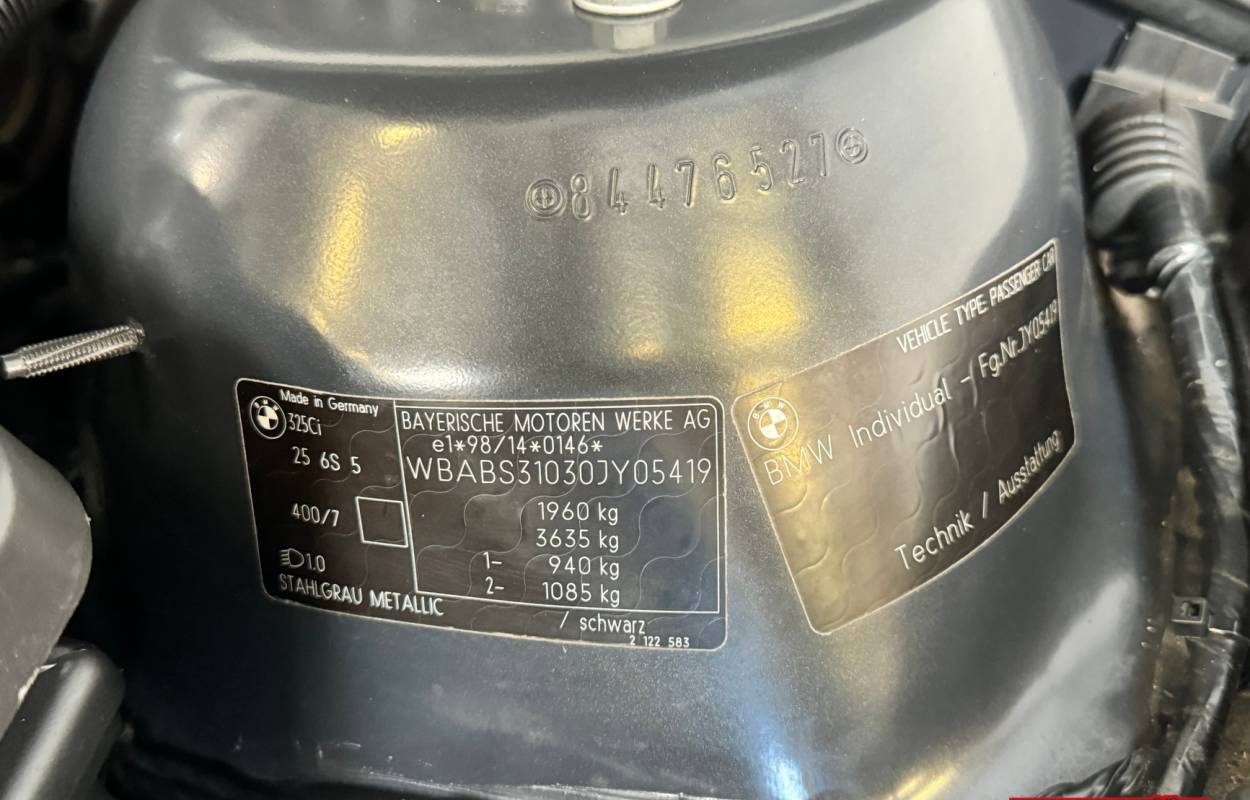 84476527
Made in Germany
325Ci
25 6S 5
400/7
1.0
STAHLGRAU METALLIC
BAYERISCHE MOTOREN WERKE AG
e1*98/14*0146*
WBABS31030JY05419
1960 kg
3635 kg
1- 940 kg
2- 1085 kg
/ schwarz
2 122 583
VEHICLE TYPE: PASSENGER CAR
BMW
BMW Individual - Fg.Nr.JY05419
Technik / Ausstattung